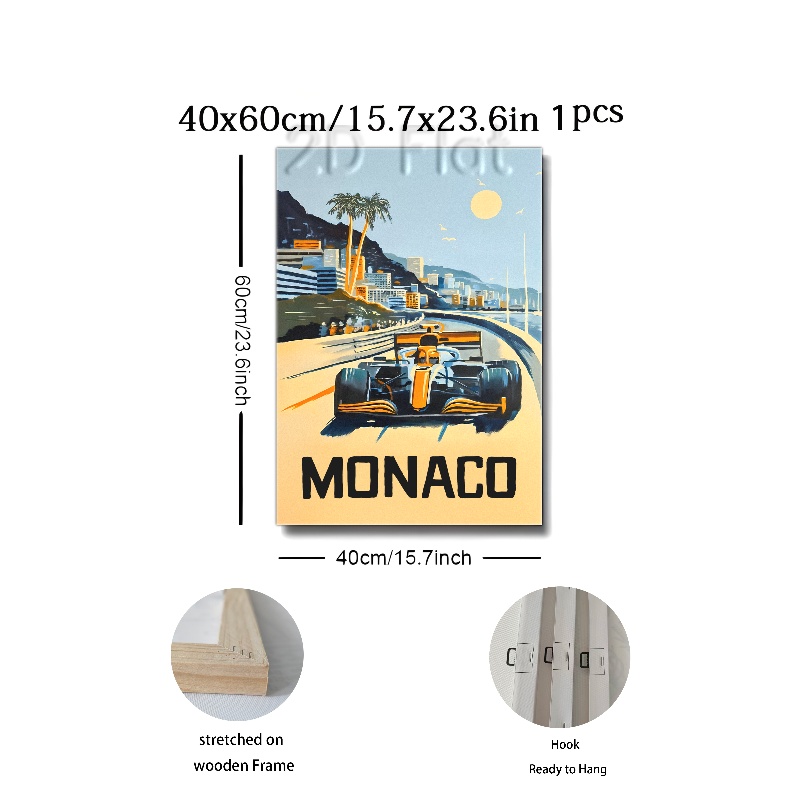 40x60cm/15.7x23.6in 1pcs
2D Flat
60cm/23.6inch
MONACO
40cm/15.7inch
stretched on
wooden Frame
Hook
Ready to Hang